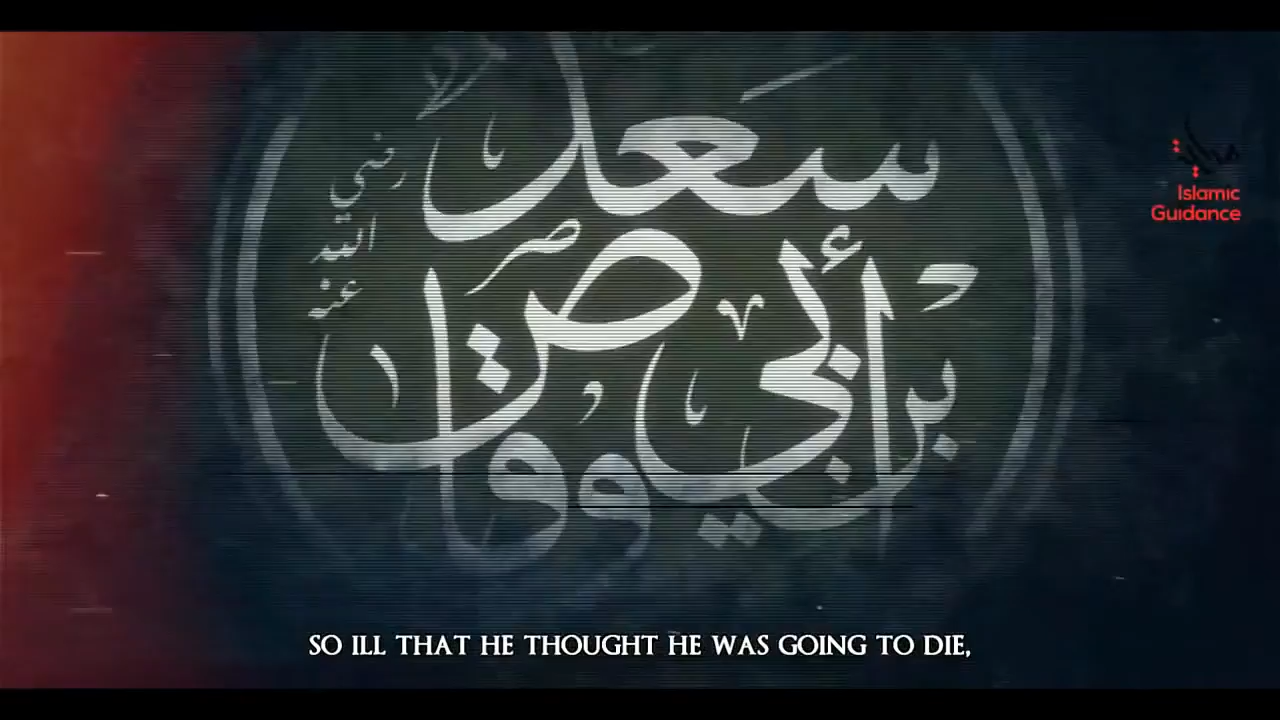 سعد
بن أبي وقاص
رضي
الله
عنه
هداية
Islamic
Guidance
SO ILL THAT HE THOUGHT HE WAS GOING TO DIE,